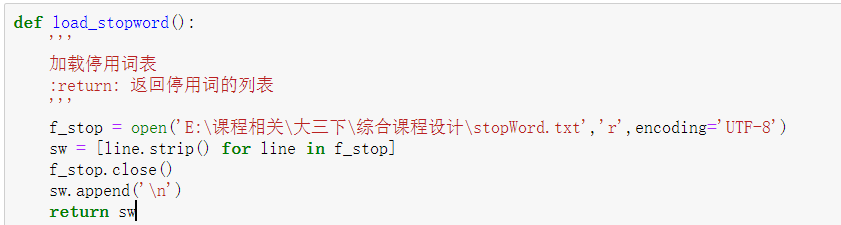 def load_stopword():
    '''
    加载停用词表
    :return: 返回停用词的列表
    '''
    f_stop = open('E:\课程相关\大三下\综合课程设计\stopWord.txt','r',encoding='UTF-8')
    sw = [line.strip() for line in f_stop]
    f_stop.close()
    sw.append('\n')
    return sw